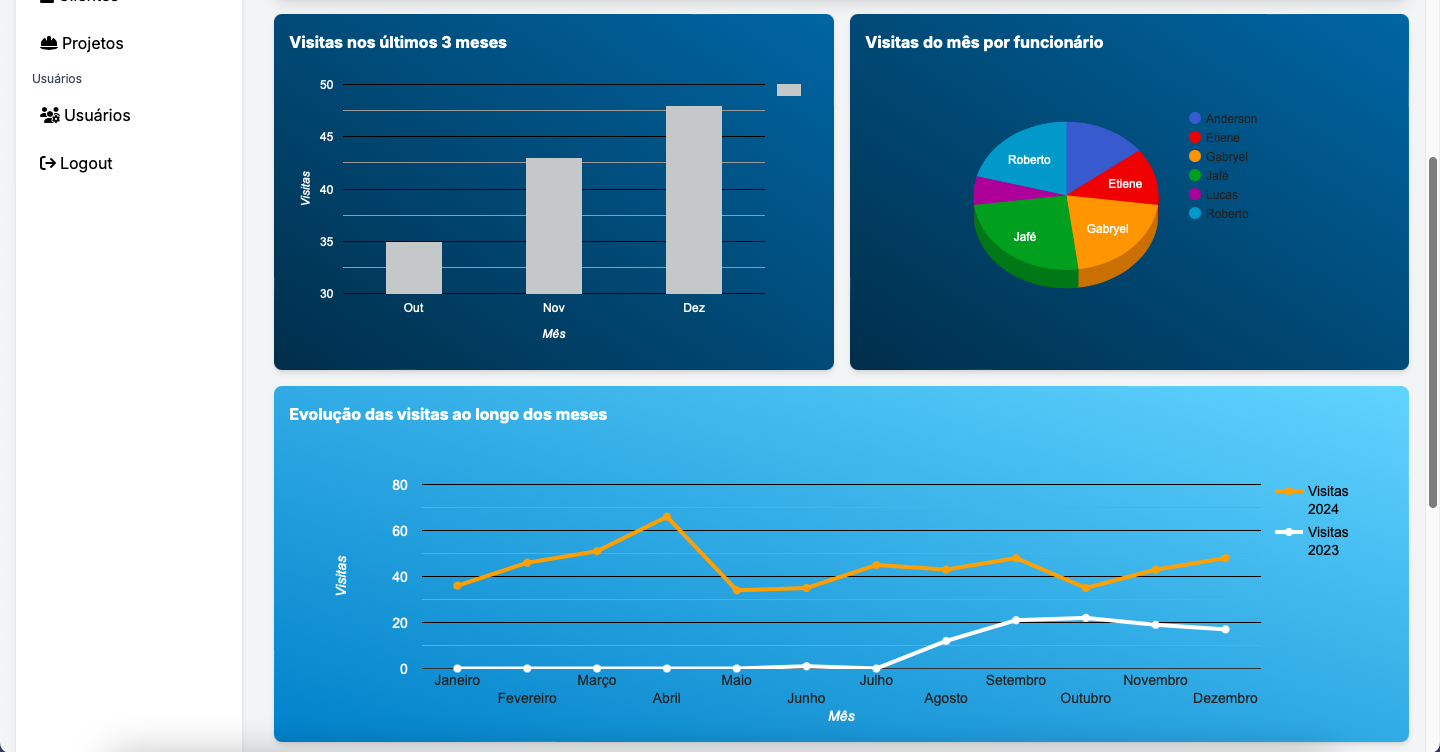 Clientes
Projetos
Usuários
Usuários
Logout
Visitas nos últimos 3 meses
50
45
40
35
30
Visitas
Out Nov Dez
Mês
Visitas do mês por funcionário
Roberto
Etiene
Gabryel
Jafé
Anderson
Etiene
Gabryel
Jafé
Lucas
Roberto
Evolução das visitas ao longo dos meses
80
60
40
20
0
Visitas
Janeiro Março Maio Julho Setembro Novembro
Fevereiro Abril Junho Agosto Outubro Dezembro
Mês
Visitas
2024
Visitas
2023